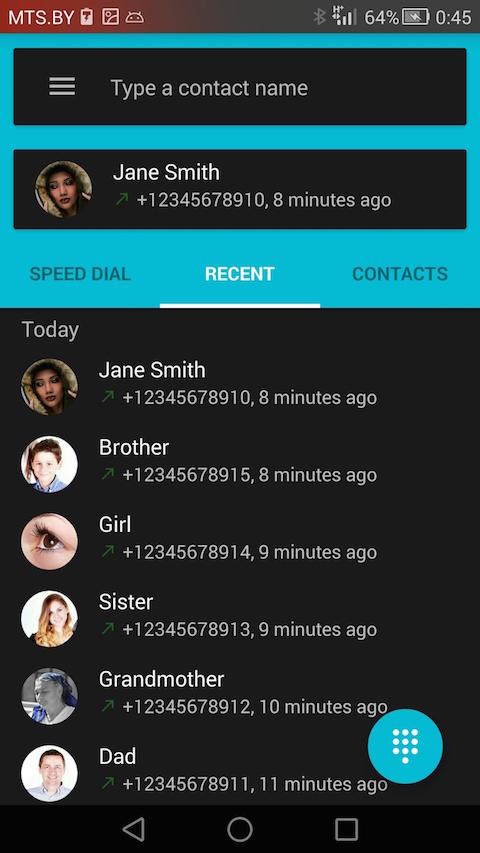 MTS.BY 64% 0:45
Type a contact name
Jane Smith
+12345678910, 8 minutes ago
SPEED DIAL RECENT CONTACTS
Today
Jane Smith
+12345678910, 8 minutes ago
Brother
+12345678915, 8 minutes ago
Girl
+12345678914, 9 minutes ago
Sister
+12345678913, 9 minutes ago
Grandmother
+12345678912, 10 minutes ago
Dad
+12345678911, 11 minutes ago